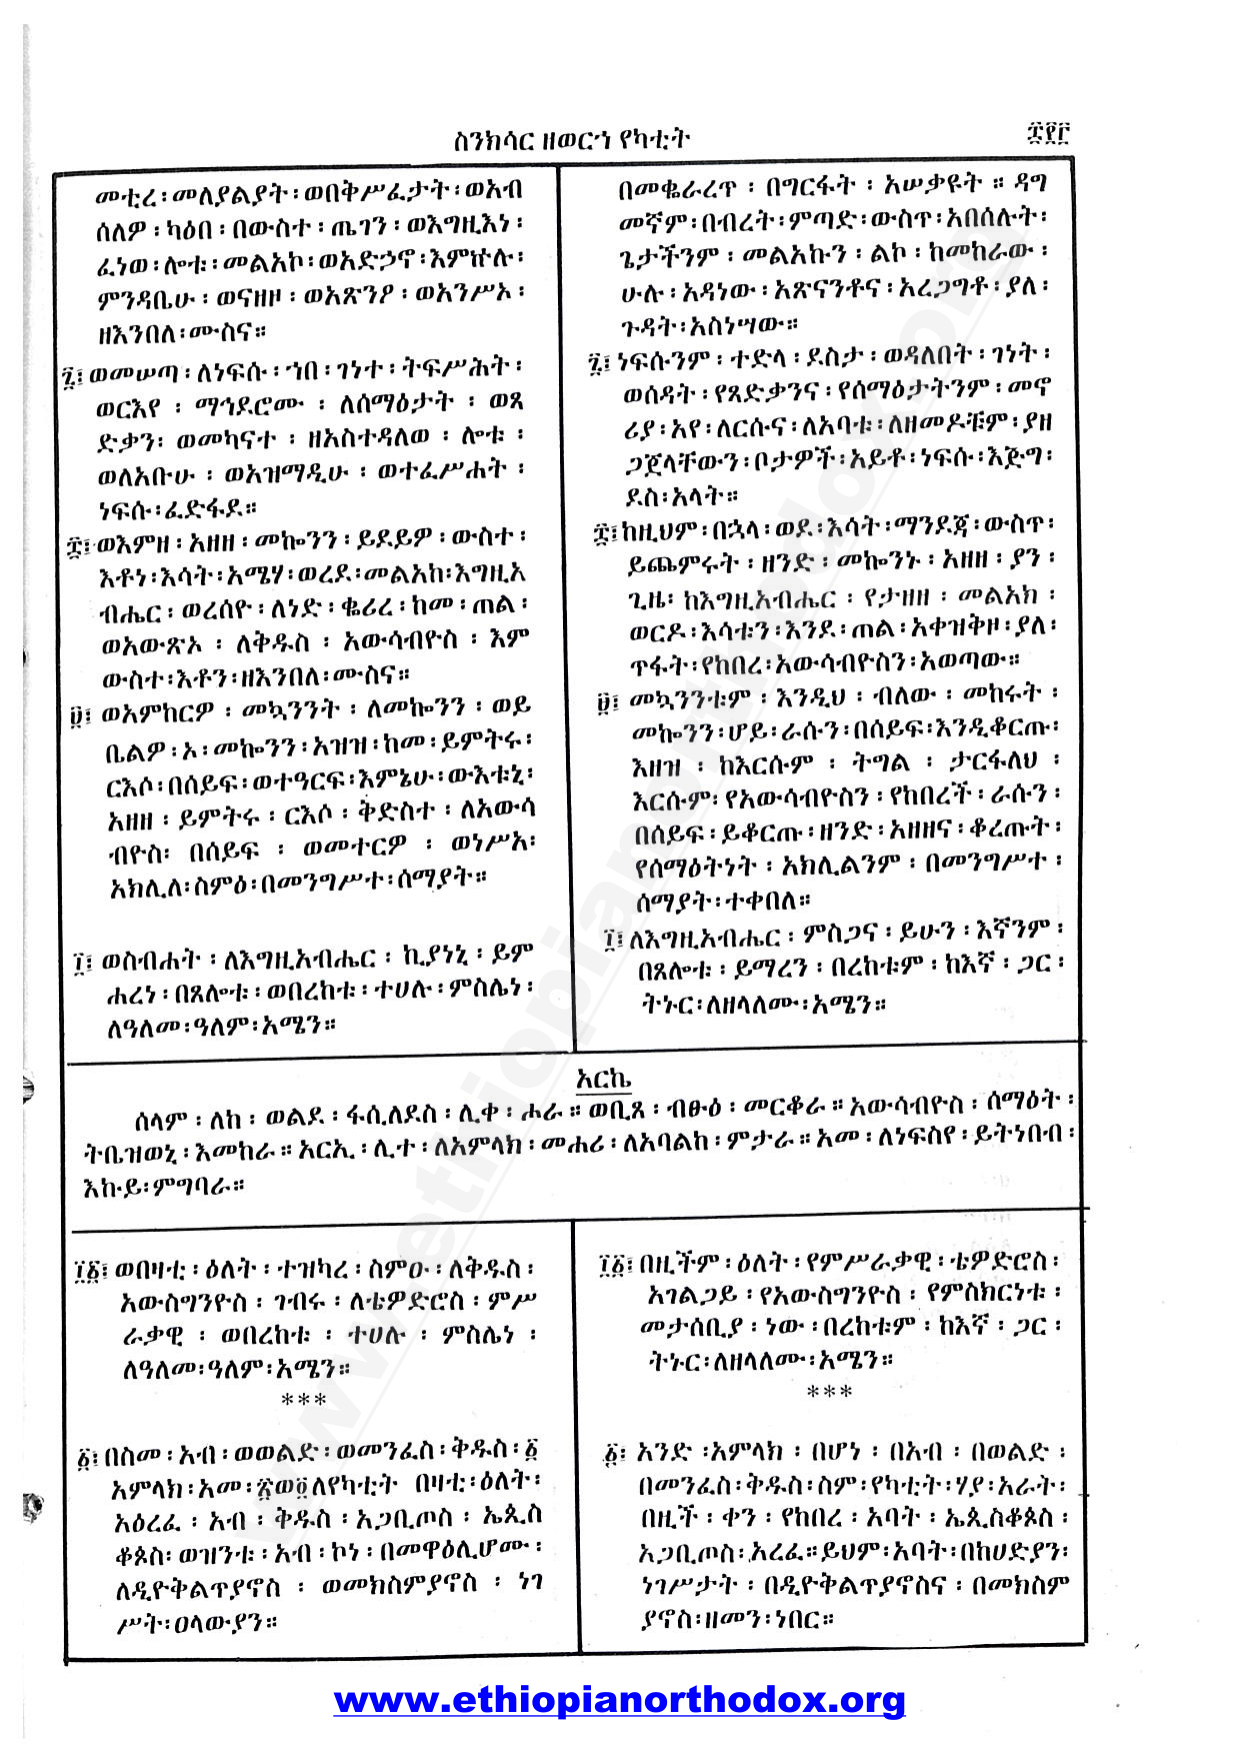 ስንክሳር ዘወርኀ የካቲት
፰፻፲፫
መቲረ ፡ መለያልያት ፡ ወበቅሥፈታት ፡ ወአብ
ሰለዎ ፡ ካዕበ ፡ በውስተ ፡ ጤገን ፡ ወእግዚእነ ፡
ፈነወ ፡ ሎቱ ፡ መልአኮ ፡ ወአድኃኖ ፡ እምኵሉ ፡
ምንዳቤሁ ፡ ወናዘዞ ፡ ወአጽንዖ ፡ ወአንሥኦ ፡
ዘእንበለ ፡ ሙስና ።
፯፤ ወመሠጣ ፡ ለነፍሱ ፡ ኀበ ፡ ገነተ ፡ ትፍሥሕት ፡
ወርእየ ፡ ማኅደሮሙ ፡ ለሰማዕታት ፡ ወጻ
ድቃን፡ ወመካናተ ፡ ዘአስተዳለወ ፡ ሎቱ ፡
ወለአቡሁ ፡ ወአዝማዲሁ ፡ ወተፈሥሐት ፡
ነፍሱ ፡ ፈድፋደ ።
፰፤ ወእምዝ ፡ አዘዘ ፡ መኰንን ፡ ይደይዎ ፡ ውስተ ፡
እቶነ ፡ እሳት ፡ አሜሃ ፡ ወረደ ፡ መልአከ ፡ እግዚአ
ብሔር ፡ ወረሰዮ ፡ ለነድ ፡ ቈሪረ ፡ ከመ ፡ ጠል ፡
ወአውጽኦ ፡ ለቅዱስ ፡ አውሳብዮስ ፡ እም
ውስተ ፡ እቶን ፡ ዘእንበለ ፡ ሙስና ።
፱፤ ወአምከርዎ ፡ መኳንንት ፡ ለመኰንን ፡ ወይ
ቤልዎ ፡ ኦ ፡ መኰንን ፡ አዝዝ ፡ ከመ ፡ ይምትሩ ፡
ርእሶ ፡ በሰይፍ ፡ ወተዓርፍ ፡ እምኔሁ ፡ ውእቱኒ ፡
አዘዘ ፡ ይምትሩ ፡ ርእሶ ፡ ቅድስተ ፡ ለአውሳ
ብዮስ፡ በሰይፍ ፡ ወመተርዎ ፡ ወነሥአ፡
አክሊለ ፡ ስምዕ ፡ በመንግሥተ ፡ ሰማያት ።
፲፤ ወስብሐት ፡ ለእግዚአብሔር ፡ ኪያነኒ ፡ ይም
ሐረነ ፡ በጸሎቱ ፡ ወበረከቱ ፡ ተሀሉ ፡ ምስሌነ ፡
ለዓለመ ፡ ዓለም ፡ አሜን ።
በመቈራረጥ ፡ በግርፋት ፡ አሠቃዩት ። ዳግ
መኛም ፡ በብረት ፡ ምጣድ ፡ ውስጥ ፡ አበሰሉት ፡
ጌታችንም ፡ መልአኩን ፡ ልኮ ፡ ከመከራው ፡
ሁሉ ፡ አዳነው ፡ አጽናንቶና ፡ አረጋግቶ ፡ ያለ ፡
ጉዳት ፡ አስነሣው ።
፯፤ ነፍሱንም ፡ ተድላ ፡ ደስታ ፡ ወዳለበት ፡ ገነት ፡
ወሰዳት ፡ የጻድቃንና ፡ የሰማዕታትንም ፡ መኖ
ሪያ ፡ አየ ፡ ለርሱና ፡ ለአባቱ ፡ ለዘመዶቹም ፡ ያዘ
ጋጀላቸውን ፡ ቦታዎች ፡ አይቶ ፡ ነፍሱ ፡ እጅግ ፡
ደስ ፡ አላት ።
፰፤ ከዚህም ፡ በኋላ ፡ ወደ ፡ እሳት ፡ ማንደጃ ፡ ውስጥ ፡
ይጨምሩት ፡ ዘንድ ፡ መኰንኑ ፡ አዘዘ ፡ ያን ፡
ጊዜ፡ ከእግዚአብሔር ፡ የታዘዘ ፡ መልአክ ፡
ወርዶ ፡ እሳቱን ፡ እንደ ፡ ጠል ፡ አቀዝቅዞ ፡ ያለ ፡
ጥፋት ፡ የከበረ ፡ አውሳብዮስን ፡ አወጣው ።
፱፤ መኳንንቱም ፡ እንዲህ ፡ ብለው ፡ መከሩት ፡
መኰንን ፡ ሆይ ፡ ራሱን ፡ በሰይፍ ፡ እንዲቆርጡ ፡
እዘዝ ፡ ከእርሱም ፡ ትግል ፡ ታርፋለህ ፡
እርሱም፡ የአውሳብዮስን ፡ የከበረች ፡ ራሱን ፡
በሰይፍ ፡ ይቆርጡ ፡ ዘንድ ፡ አዘዘና ፡ ቆረጡት ፡
የሰማዕትነት ፡ አክሊልንም ፡ በመንግሥተ ፡
ሰማያት ፡ ተቀበለ ።
፲፤ ለእግዚአብሔር ፡ ምስጋና ፡ ይሁን ፡ እኛንም ፡
በጸሎቱ ፡ ይማረን ፡ በረከቱም ፡ ከእኛ ፡ ጋር ፡
ትኑር ፡ ለዘላለሙ ፡ አሜን ።
አርኬ
ሰላም ፡ ለከ ፡ ወልደ ፡ ፋሲለደስ ፡ ሊቀ ፡ ሐራ ። ወቢጸ ፡ ብፁዕ ፡ መርቆራ ። አውሳብዮስ ፡ ሰማዕት ፡
ትቤዝወኒ ፡ እመከራ ። አርኢ ፡ ሊተ ፡ ለአምላክ ፡ መሐሪ ፡ ለአባልከ ፡ ምታራ ። አመ ፡ ለነፍስየ ፡ ይትነበብ ፡
እኩይ ፡ ምግባራ ።
፲፩፤ ወበዛቲ ፡ ዕለት ፡ ተዝካረ ፡ ስምዑ ፡ ለቅዱስ ፡
አውስግንዮስ ፡ ገብሩ ፡ ለቴዎድሮስ ፡ ምሥ
ራቃዊ ፡ ወበረከቱ ፡ ተሀሉ ፡ ምስሌነ ፡
ለዓለመ ፡ ዓለም ፡ አሜን ።
***
፲፩፤ በዚችም ፡ ዕለት ፡ የምሥራቃዊ ፡ ቴዎድሮስ ፡
አገልጋይ ፡ የአውስግንዮስ ፡ የምስክርነቱ ፡
መታሰቢያ ፡ ነው ፡ በረከቱም ፡ ከእኛ ፡ ጋር ፡
ትኑር ፡ ለዘላለሙ ፡ አሜን ።
***
፩፤ በስመ ፡ አብ ፡ ወወልድ ፡ ወመንፈስ ፡ ቅዱስ ፡ ፩
አምላክ ፡ አመ ፡ ፳ወ፬ ለየካቲት በዛቲ ፡ ዕለት ፡
አዕረፈ ፡ አብ ፡ ቅዱስ ፡ አጋቢጦስ ፡ ኤጲስ
ቆጶስ፡ ወዝንቱ ፡ አብ ፡ ኮነ ፡ በመዋዕሊሆሙ ፡
ለዲዮቅልጥያኖስ ፡ ወመክስምያኖስ ፡ ነገ
ሥት ፡ ዐላውያን ።
፩፤ አንድ ፡ አምላክ ፡ በሆነ ፡ በአብ ፡ በወልድ ፡
በመንፈስ ፡ ቅዱስ ፡ ስም ፡ የካቲት ፡ ሃያ ፡ አራት ፡
በዚች ፡ ቀን ፡ የከበረ ፡ አባት ፡ ኤጲስቆጶስ ፡
አጋቢጦስ ፡ አረፈ ። ይህም ፡ አባት ፡ በከሀድያን ፡
ነገሥታት ፡ በዲዮቅልጥያኖስና ፡ በመክስም
ያኖስ ፡ ዘመን ፡ ነበር ።
www.ethiopianorthodox.org
www.ethiopianorthodox.org